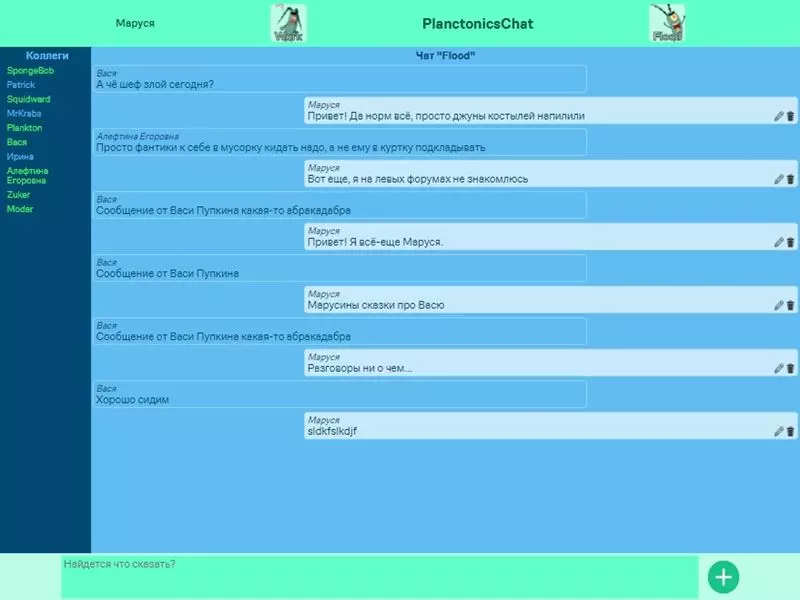 Маруся
Work
PlanctonicsChat
Flood
Коллеги
SpongeBob
Patrick
Squidward
MrKrabs
Plankton
Вася
Ирина
Алефтина
Егоровна
Zuker
Moder
Чат "Flood"
Вася
А чё шеф злой сегодня?
Маруся
Привет! Да норм всё, просто джуны костылей напилили
Алефтина Егоровна
Просто фантики к себе в мусорку кидать надо, а не ему в куртку подкладывать
Маруся
Вот еще, я на левых форумах не знакомлюсь
Вася
Сообщение от Васи Пупкина какая-то абракадабра
Маруся
Привет! Я всё-еще Маруся.
Вася
Сообщение от Васи Пупкина
Маруся
Марусины сказки про Васю
Вася
Сообщение от Васи Пупкина какая-то абракадабра
Маруся
Разговоры ни о чем...
Вася
Хорошо сидим
Маруся
sldkfslkdjf
Найдется что сказать?